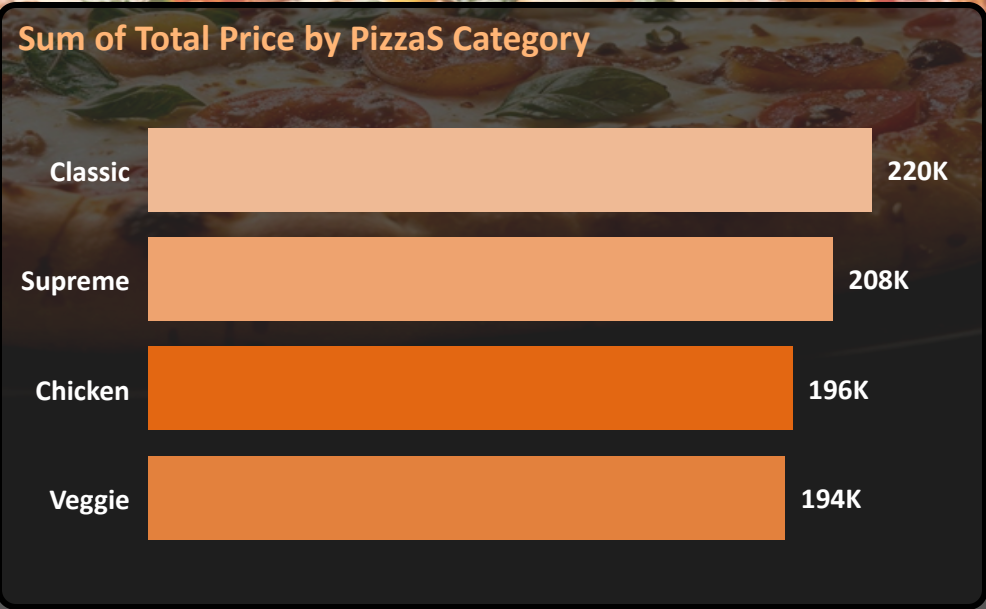 Sum of Total Price by PizzaS Category
Classic 220K
Supreme 208K
Chicken 196K
Veggie 194K